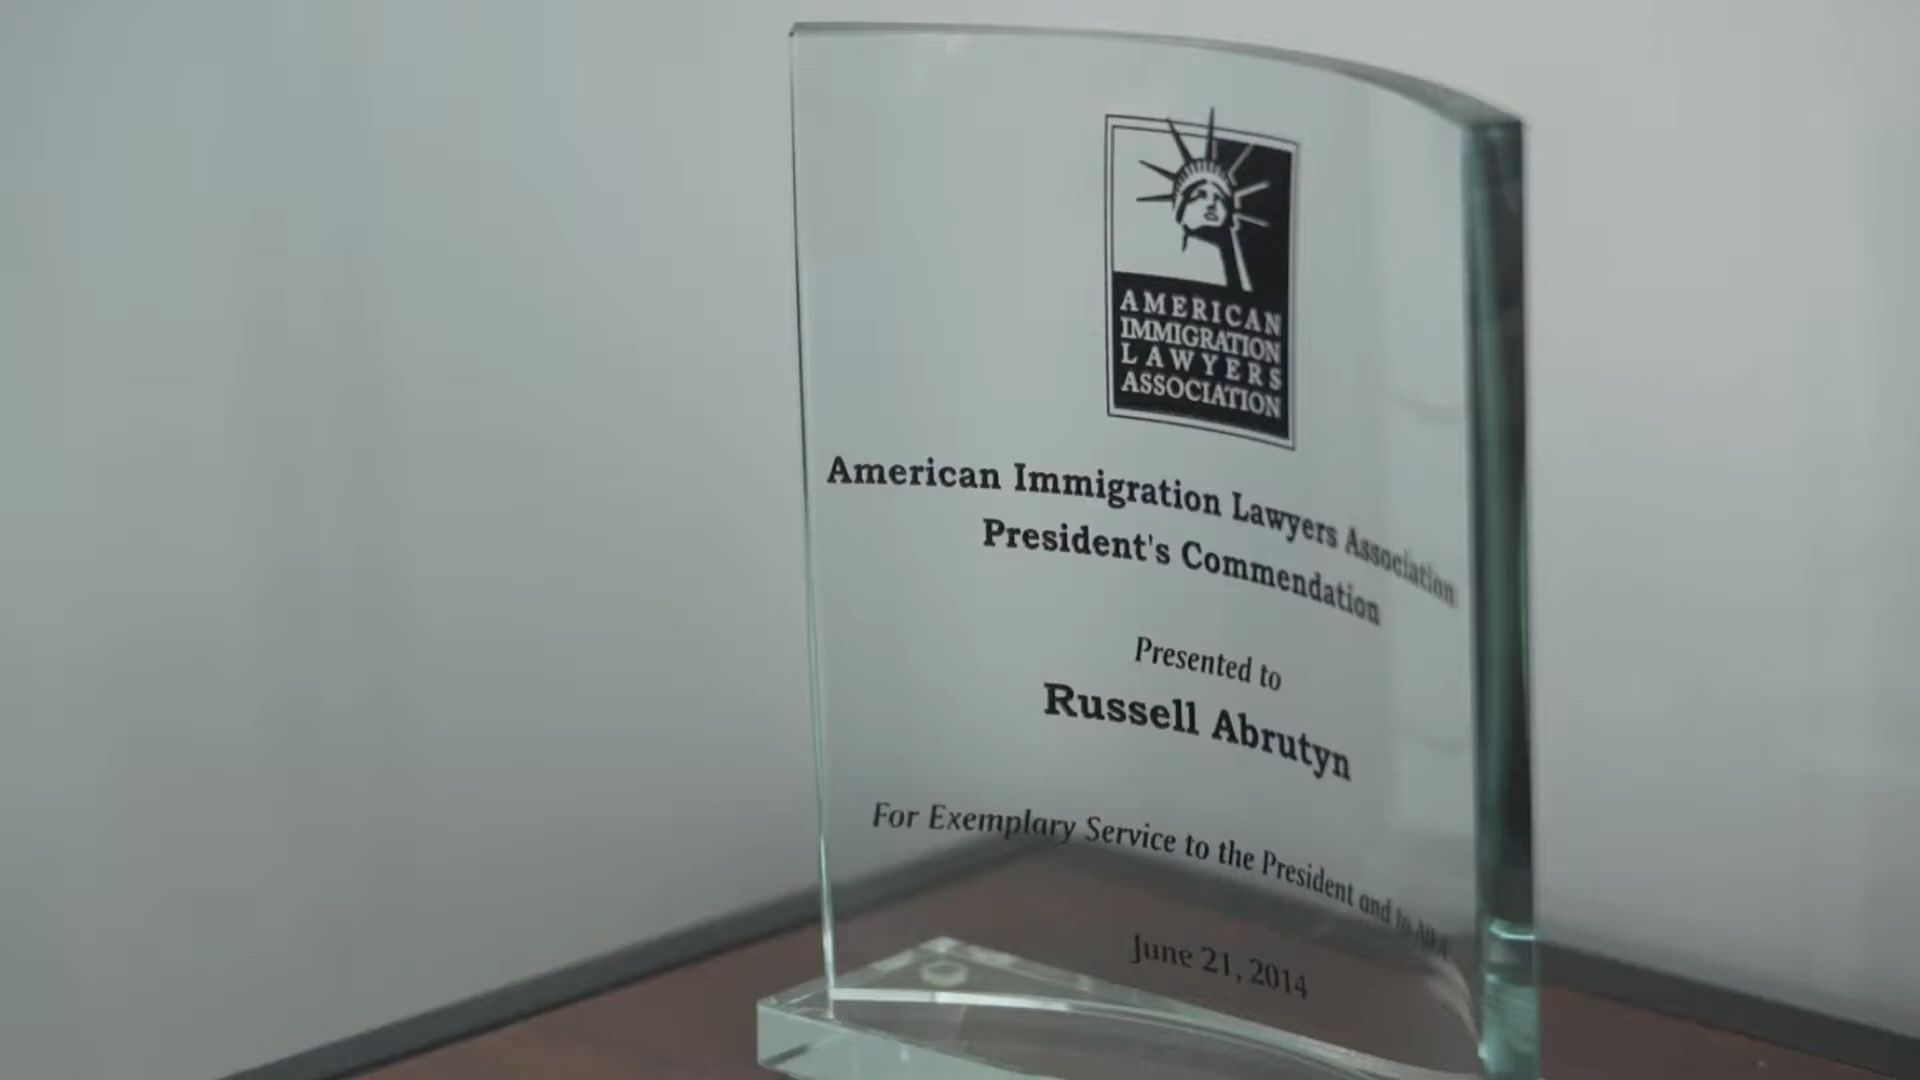 AMERICAN
IMMIGRATION
LAWYERS
ASSOCIATION
American Immigration Lawyers Association
President's Commendation
Presented to
Russell Abrutyn
For Exemplary Service to the President and to
June 21, 2014